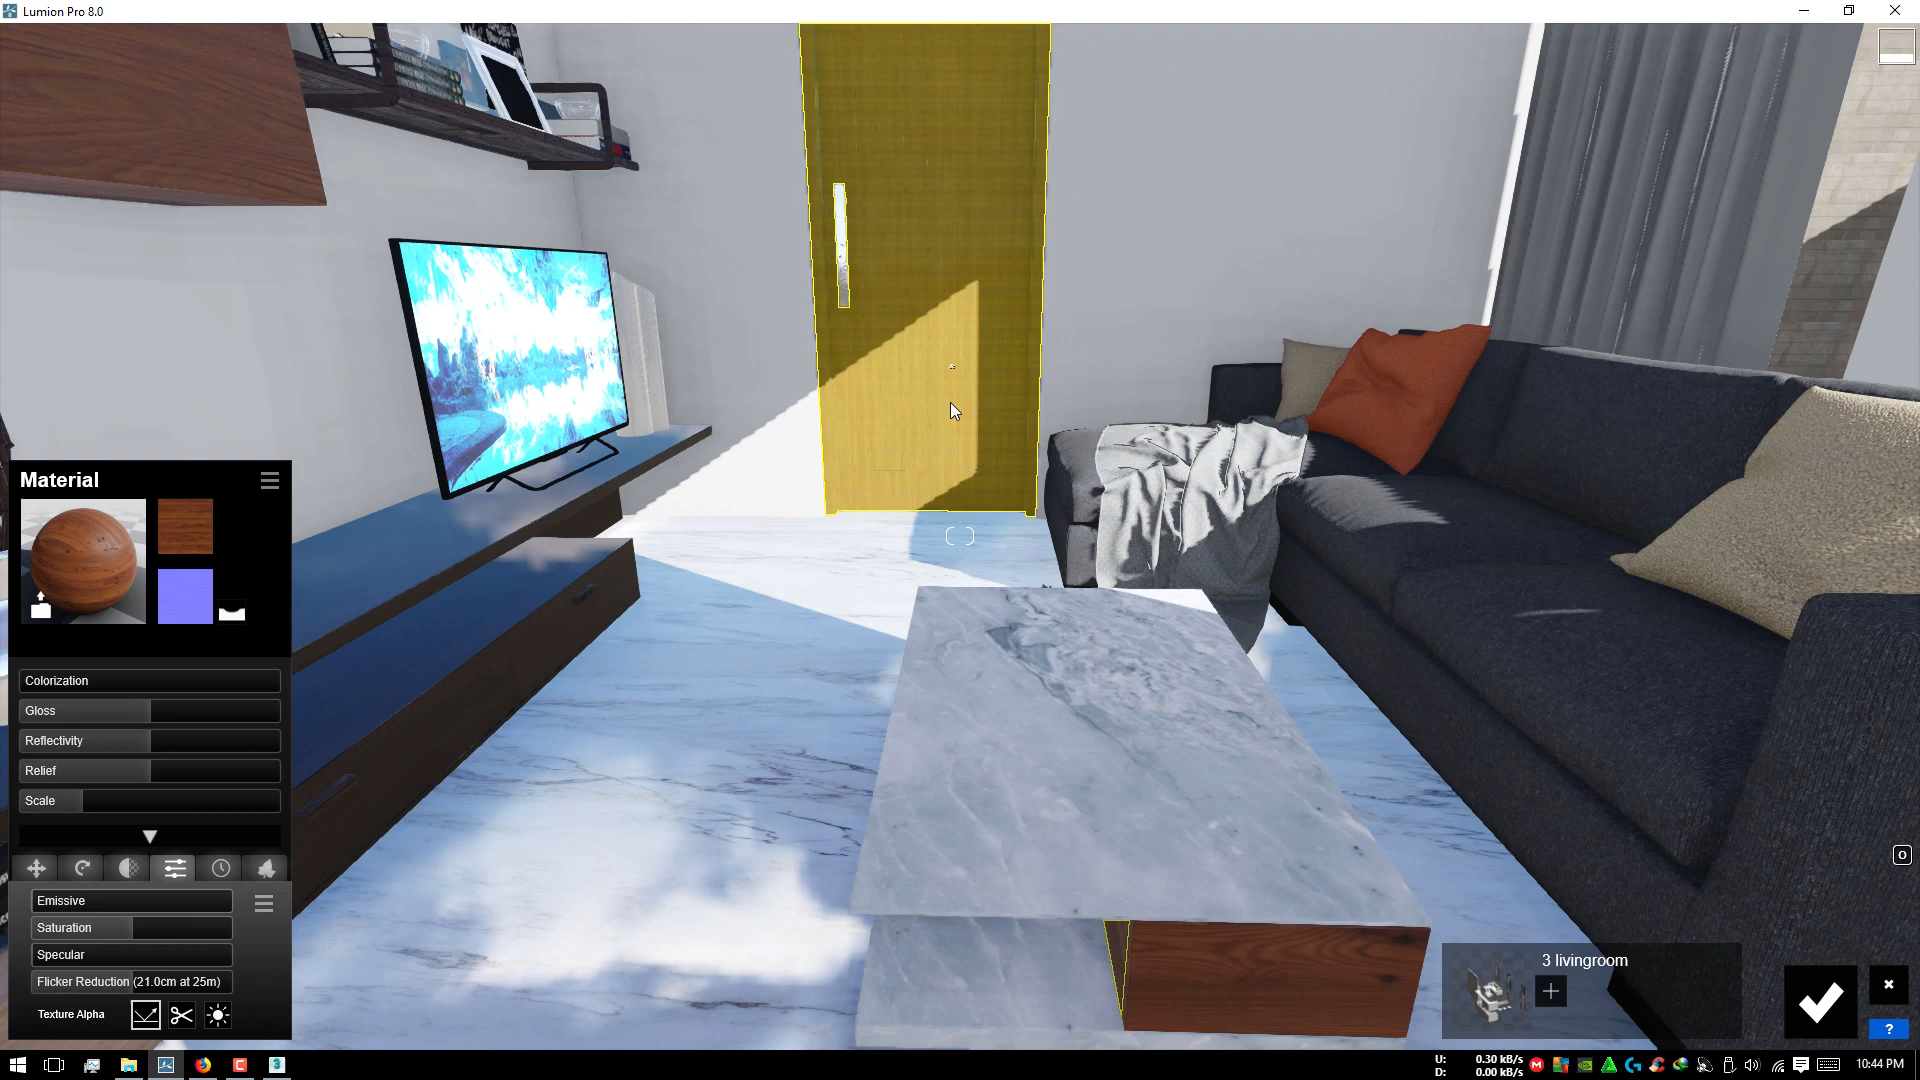 Lumion Pro 8.0
Material
Colorization
Gloss
Reflectivity
Relief
Scale
Emissive
Saturation
Specular
Flicker Reduction (21.0cm at 25m)
Texture Alpha
3 livingroom
O
?
U: 0.30 kB/s
D: 0.00 kB/s
10:44 PM